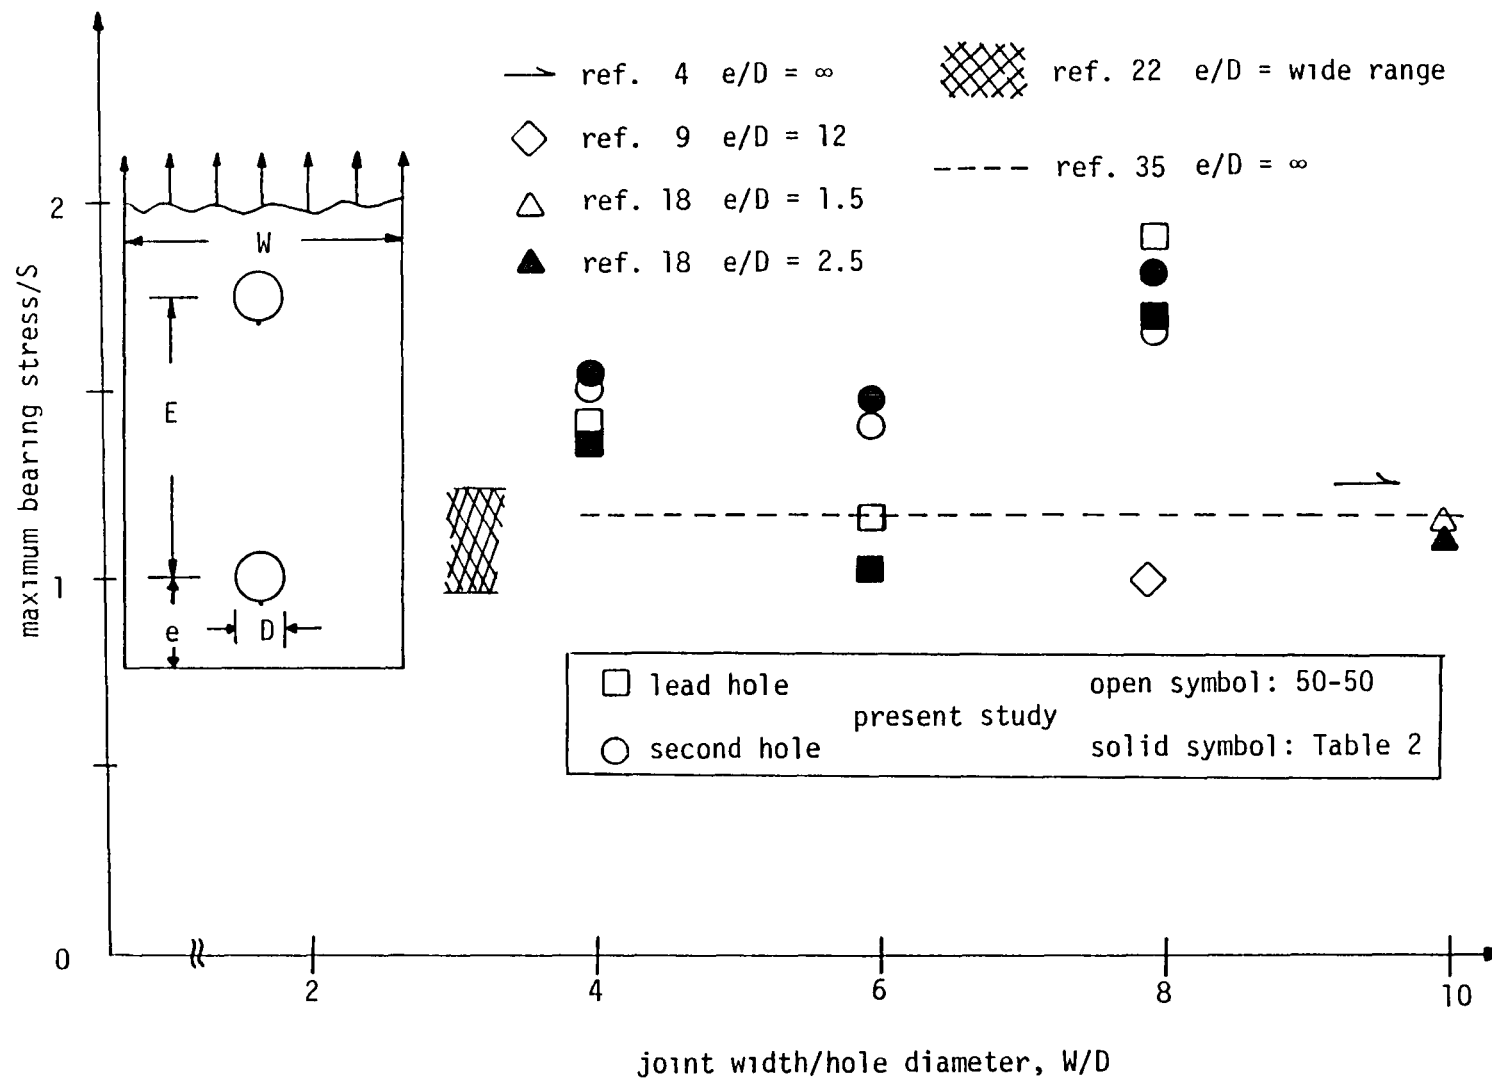 ref. 4 e/D = ∞
ref. 9 e/D = 12
ref. 18 e/D = 1.5
ref. 18 e/D = 2.5
ref. 22 e/D = wide range
ref. 35 e/D = ∞
maximum bearing stress/S
2
1
0
W
E
e
D
lead hole
second hole
present study
open symbol: 50-50
solid symbol: Table 2
2
4
6
8
10
joint width/hole diameter, W/D